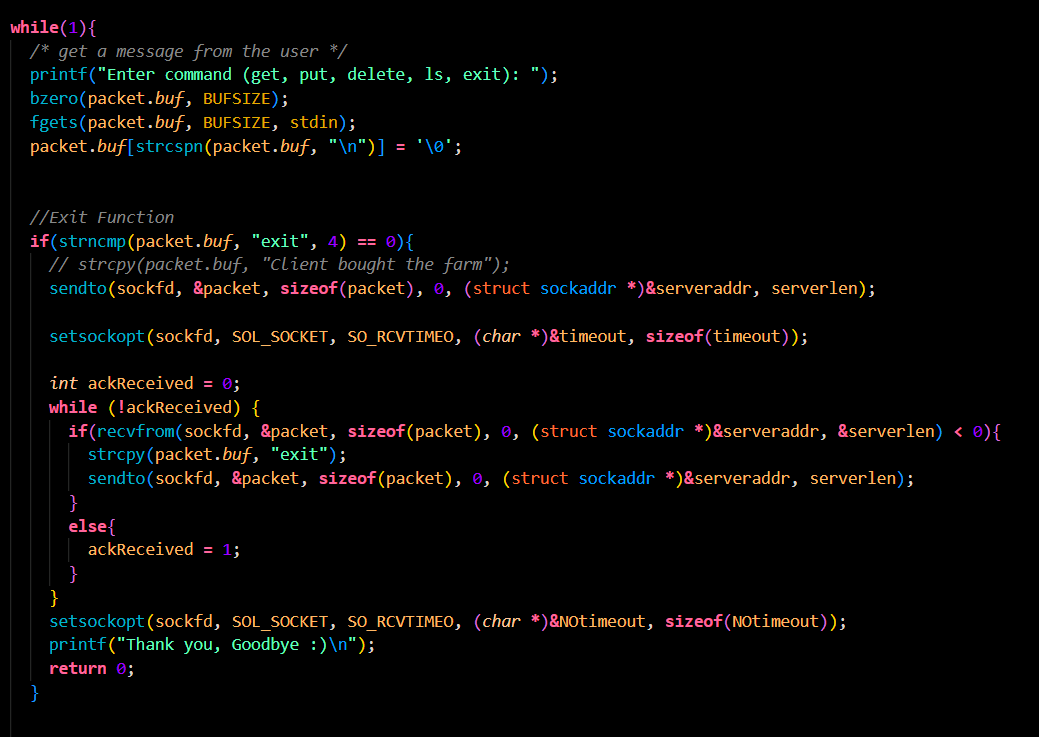 while(1){
/* get a message from the user */
printf("Enter command (get, put, delete, ls, exit): ");
bzero(packet.buf, BUFSIZE);
fgets(packet.buf, BUFSIZE, stdin);
packet.buf[strcspn(packet.buf, "\n")] = '\0';
//Exit Function
if(strncmp(packet.buf, "exit", 4) == 0){
// strcpy(packet.buf, "Client bought the farm");
sendto(sockfd, &packet, sizeof(packet), 0, (struct sockaddr *)&serveraddr, serverlen);
setsockopt(sockfd, SOL_SOCKET, SO_RCVTIMEO, (char *)&timeout, sizeof(timeout));
int ackReceived = 0;
while (!ackReceived) {
if(recvfrom(sockfd, &packet, sizeof(packet), 0, (struct sockaddr *)&serveraddr, &serverlen) < 0){
strcpy(packet.buf, "exit");
sendto(sockfd, &packet, sizeof(packet), 0, (struct sockaddr *)&serveraddr, serverlen);
}
else{
ackReceived = 1;
}
}
setsockopt(sockfd, SOL_SOCKET, SO_RCVTIMEO, (char *)&NOtimeout, sizeof(NOtimeout));
printf("Thank you, Goodbye :)\n");
return 0;
}